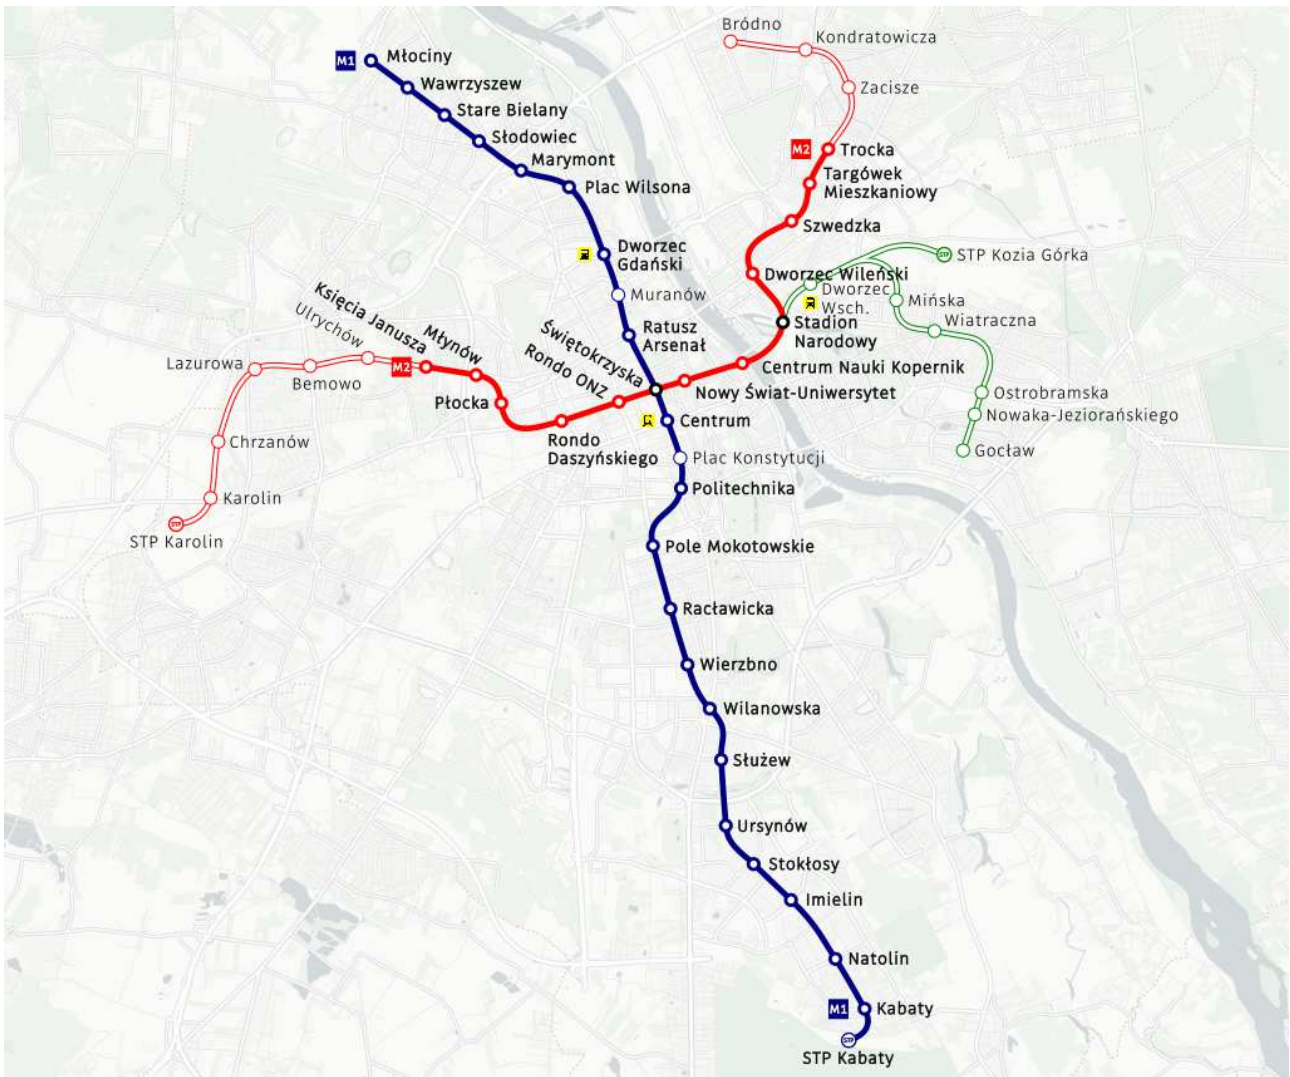 Bródno
Kondratowicza
Zacisze
M1
Młociny
Wawrzyszew
Stare Bielany
Słodowiec
Marymont
Plac Wilsona
M2
Trocka
Targówek
Mieszkaniowy
Szwedzka
Dworzec
Gdański
Dworzec Wileński
STP
STP Kozia Górka
Dworzec
Wsch.
Muranów
Mińska
Wiatraczna
Stadion
Narodowy
Ratusz
Arsenał
Księcia Janusza
Ulrychów
Młynów
Świętokrzyska
Rondo ONZ
Lazurowa
Bemowo
M2
Płocka
Centrum Nauki Kopernik
Nowy Świat-Uniwersytet
Ostrobramska
Nowaka-Jeziorańskiego
Gocław
Rondo
Daszyńskiego
Centrum
Plac Konstytucji
Chrzanów
Politechnika
Karolin
STP
STP Karolin
Pole Mokotowskie
Racławicka
Wierzbno
Wilanowska
Służew
Ursynów
Stokłosy
Imielin
Natolin
M1
Kabaty
STP
STP Kabaty